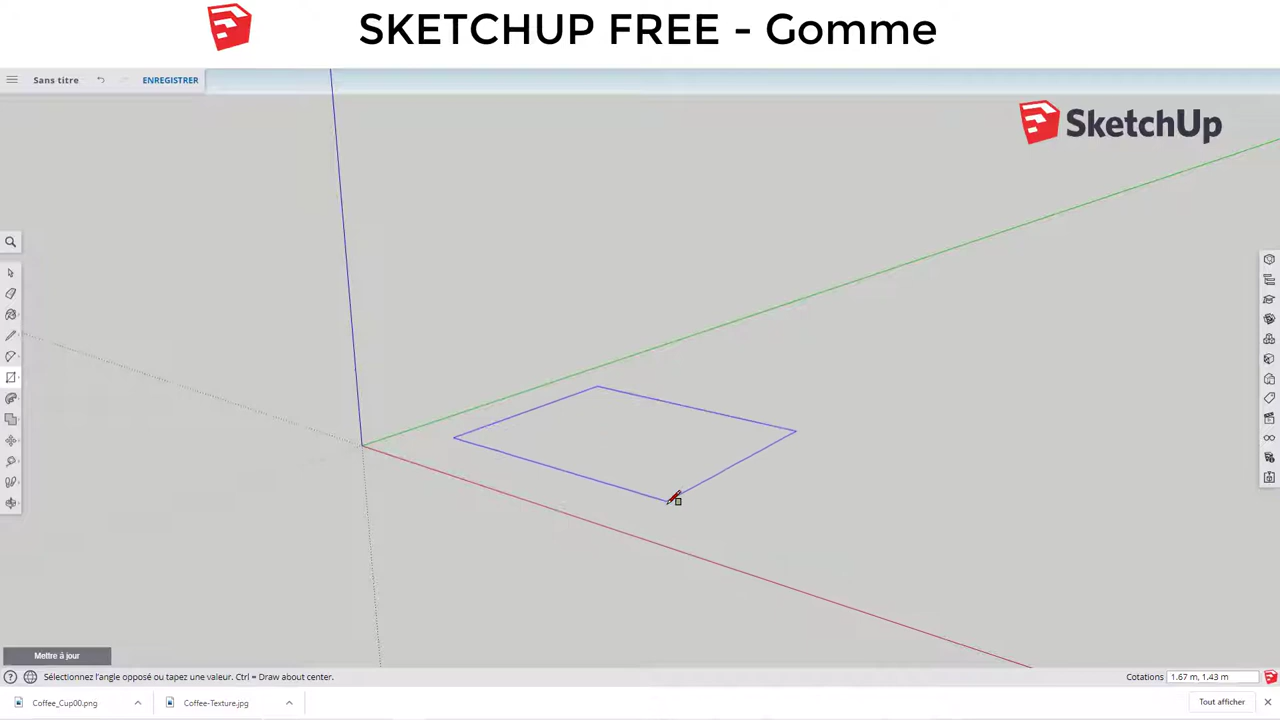 SKETCHUP FREE - Gomme
Sans titre
ENREGISTRER
SketchUp
Mettre à jour
Sélectionnez l'angle opposé ou tapez une valeur. Ctrl = Draw about center.
Cotations 1.67 m, 1.43 m
Coffee_Cup00.png
Coffee-Texture.jpg
Tout afficher